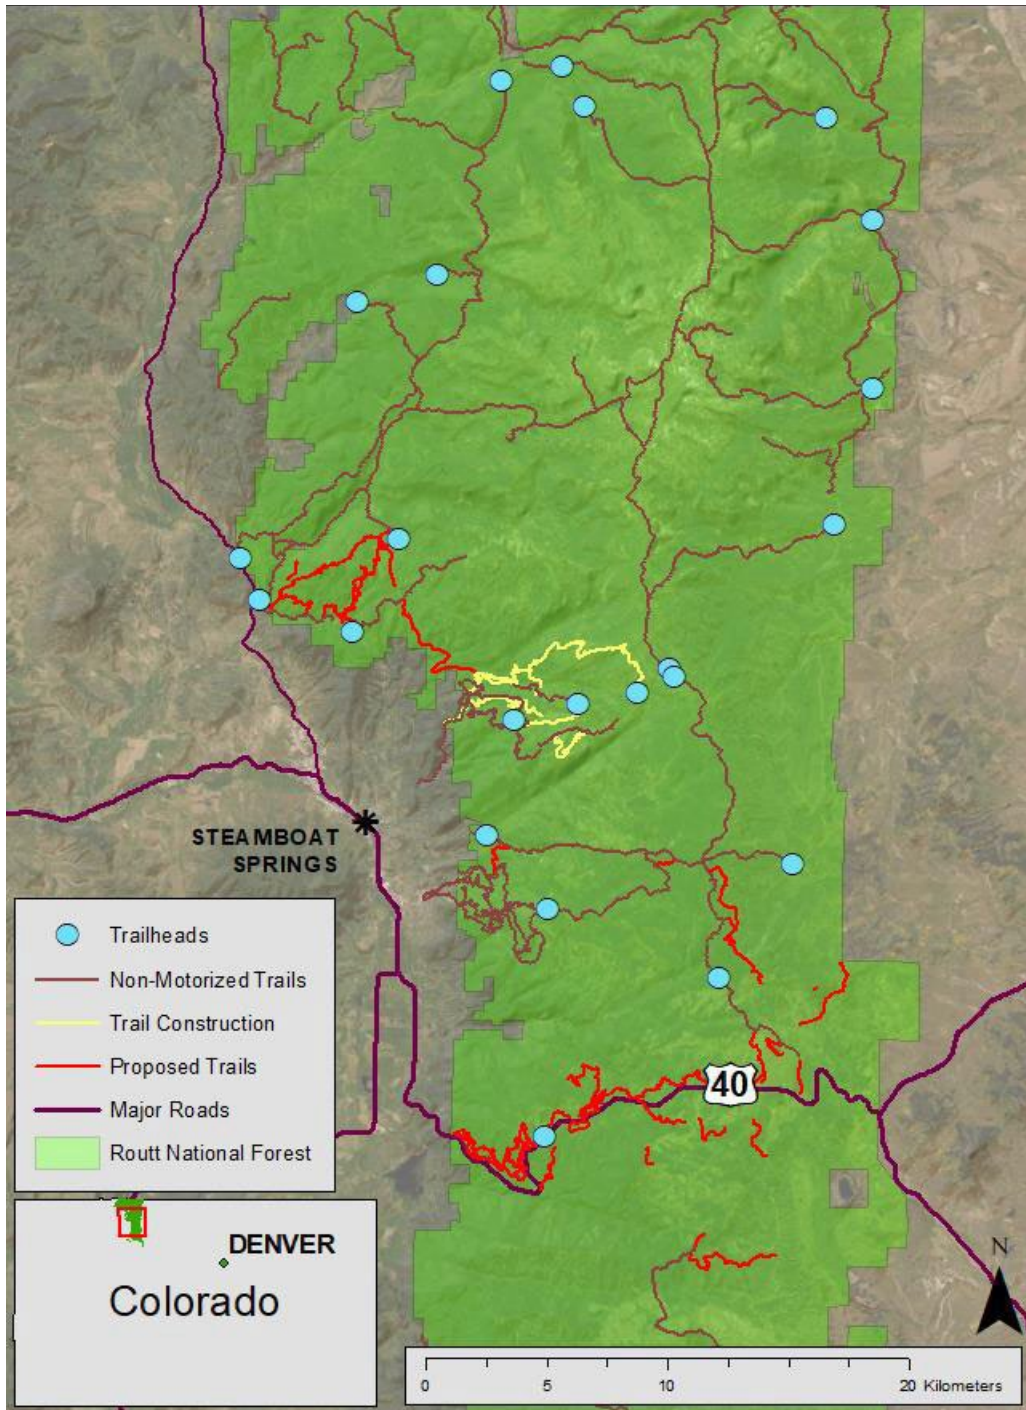 STEAMBOAT
SPRINGS
Trailheads
Non-Motorized Trails
Trail Construction
Proposed Trails
Major Roads
Routt National Forest
40
DENVER
Colorado
N
0 5 10 20 Kilometers